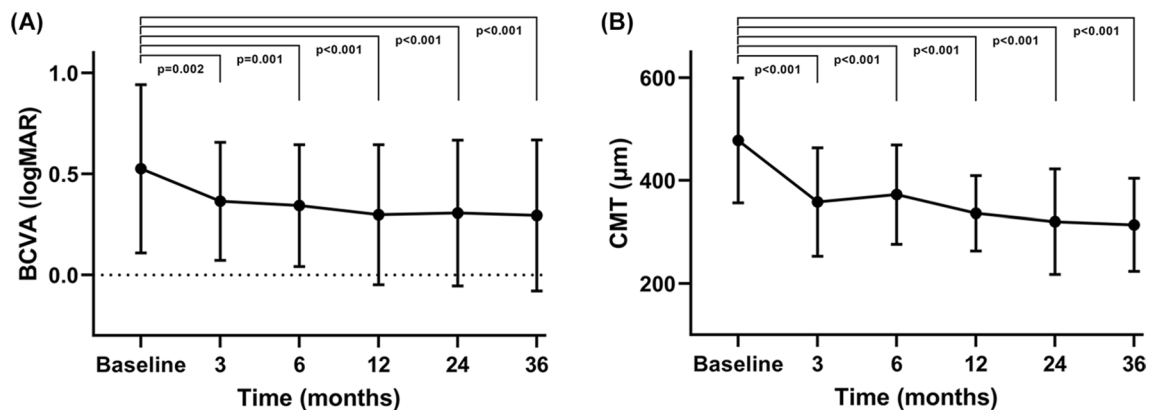 (A)
p<0.001
p<0.001
p<0.001
p=0.001
p=0.002
1.0
0.5
0.0
BCVA (logMAR)
Baseline 3 6 12 24 36
Time (months)
(B)
p<0.001
p<0.001
p<0.001
p<0.001
p<0.001
600
400
200
CMT (μm)
Baseline 3 6 12 24 36
Time (months)